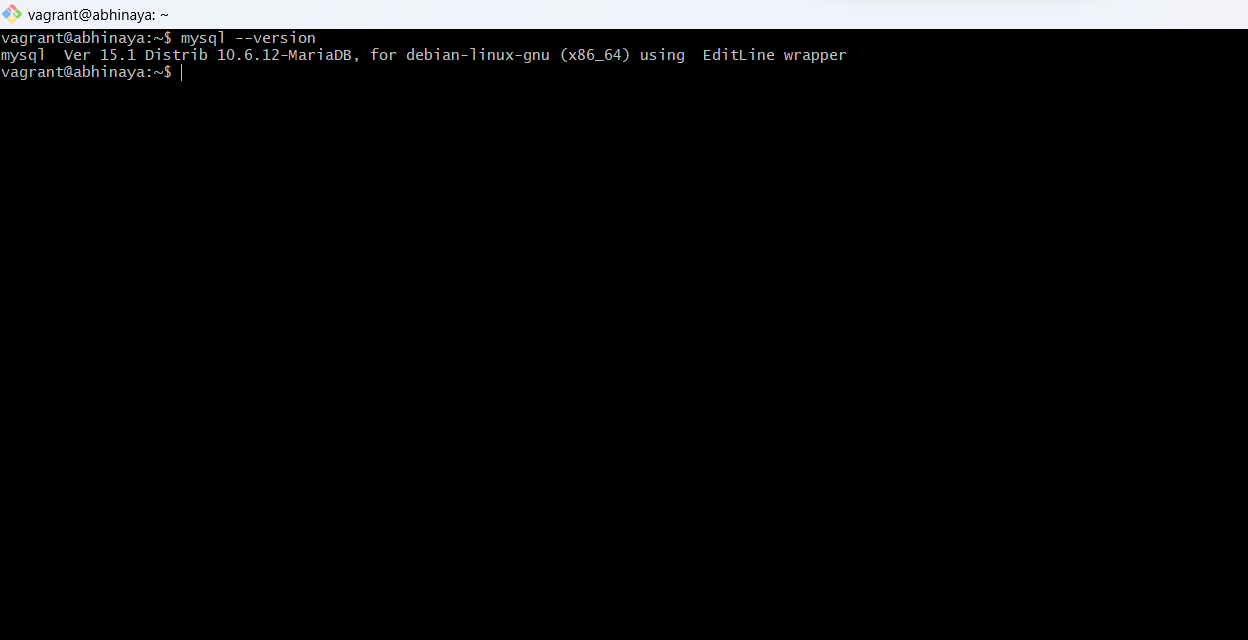 vagrant@abhinaya: ~
vagrant@abhinaya:~$ mysql --version
mysql  Ver 15.1 Distrib 10.6.12-MariaDB, for debian-linux-gnu (x86_64) using  EditLine wrapper
vagrant@abhinaya:~$